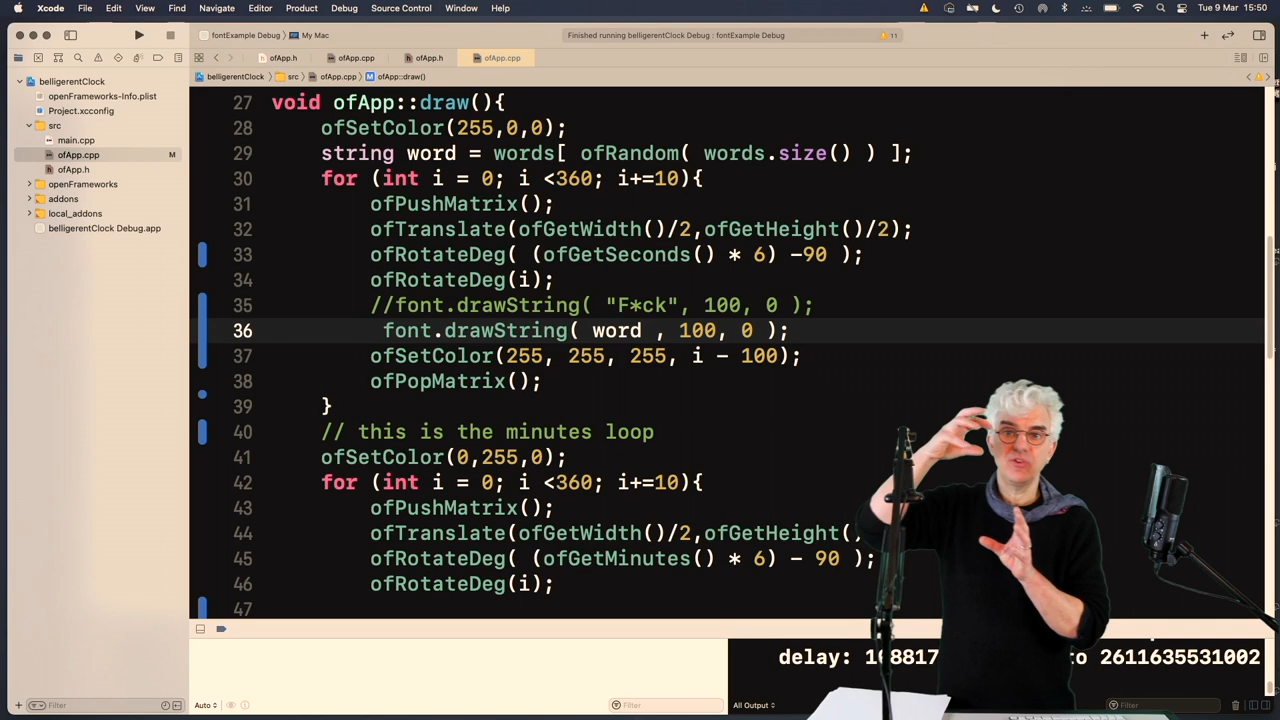 Xcode File Edit View Find Navigate Editor Product Debug Source Control Window Help Tue 9 Mar 15:50
fontExample Debug My Mac Finished running belligerentClock Debug : fontExample Debug 11
ofApp.h ofApp.cpp ofApp.h ofApp.cpp
belligerentClock src ofApp.cpp M ofApp::draw()
belligerentClock
openFrameworks-Info.plist
Project.xcconfig
src
main.cpp
ofApp.cpp M
ofApp.h
openFrameworks
addons
local_addons
belligerentClock Debug.app
27 void ofApp::draw(){
28 ofSetColor(255,0,0);
29 string word = words[ ofRandom( words.size() ) ];
30 for (int i = 0; i <360; i+=10){
31 ofPushMatrix();
32 ofTranslate(ofGetWidth()/2,ofGetHeight()/2);
33 ofRotateDeg( (ofGetSeconds() * 6) -90 );
34 ofRotateDeg(i);
35 //font.drawString( "F*ck", 100, 0 );
36 font.drawString( word , 100, 0 );
37 ofSetColor(255, 255, 255, i - 100);
38 ofPopMatrix();
39 }
40 // this is the minutes loop
41 ofSetColor(0,255,0);
42 for (int i = 0; i <360; i+=10){
43 ofPushMatrix();
44 ofTranslate(ofGetWidth()/2,ofGetHeight()
45 ofRotateDeg( (ofGetMinutes() * 6) - 90 );
46 ofRotateDeg(i);
47
delay: 108817 to 2611635531002
Filter Auto Filter All Output Filter